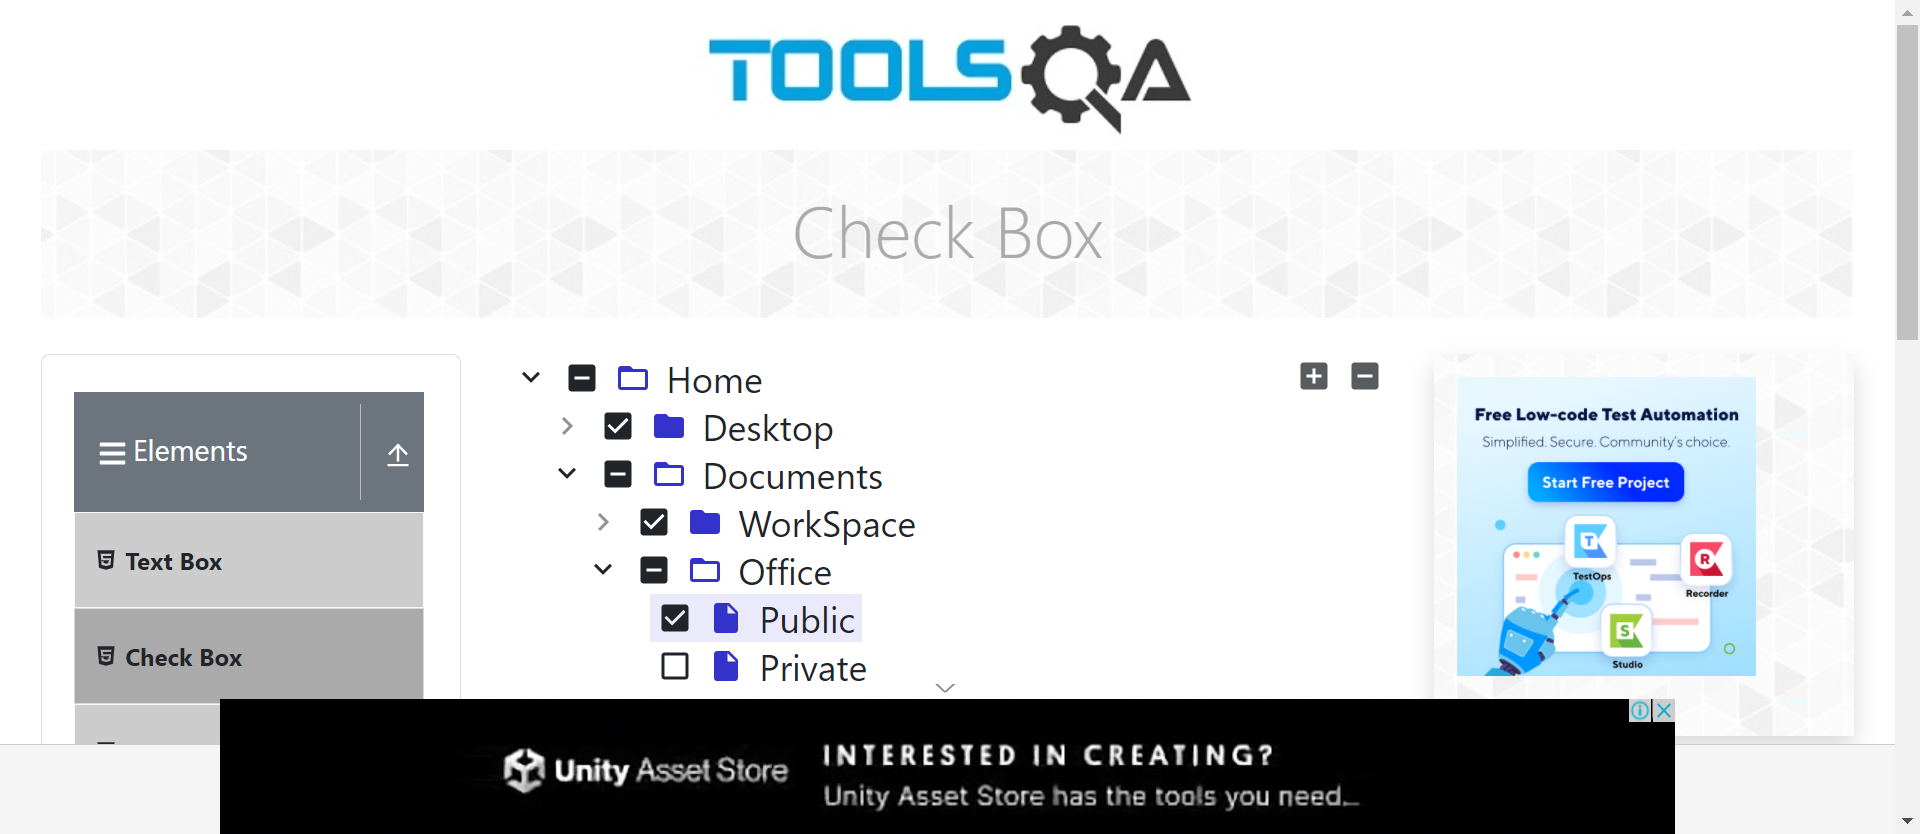 TOOLSQA
Check Box
Elements
Text Box
Check Box
Home
Desktop
Documents
WorkSpace
Office
Public
Private
Free Low-code Test Automation
Simplified. Secure. Community's choice.
Start Free Project
TestOps
Recorder
Studio
Unity Asset Store
INTERESTED IN CREATING?
Unity Asset Store has the tools you need...